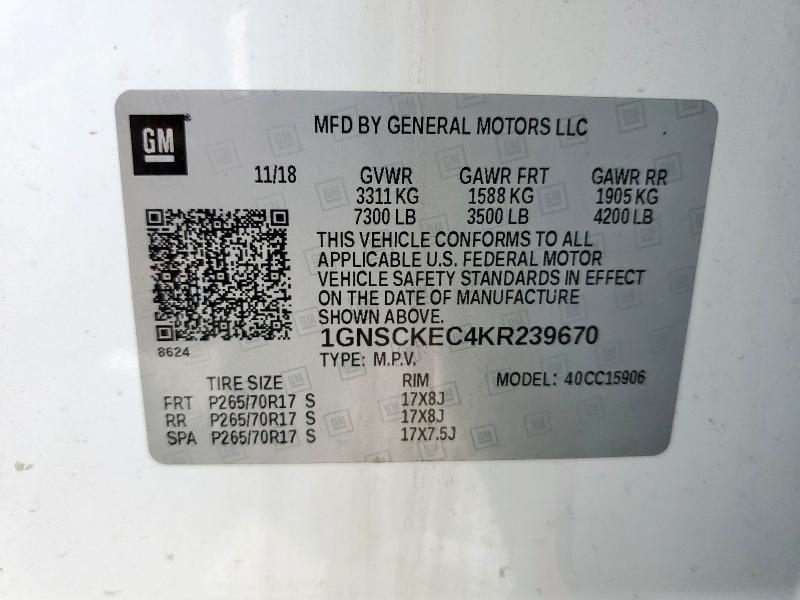 GM
MFD BY GENERAL MOTORS LLC
11/18 GVWR GAWR FRT GAWR RR
3311 KG 1588 KG 1905 KG
7300 LB 3500 LB 4200 LB
THIS VEHICLE CONFORMS TO ALL
APPLICABLE U.S. FEDERAL MOTOR
VEHICLE SAFETY STANDARDS IN EFFECT
ON THE DATE OF MANUFACTURE
SHOWN ABOVE.
1GNSCKEC4KR239670
8624
TYPE: M.P.V.
TIRE SIZE RIM MODEL: 40CC15906
FRT P265/70R17 S 17X8J
RR P265/70R17 S 17X8J
SPA P265/70R17 S 17X7.5J